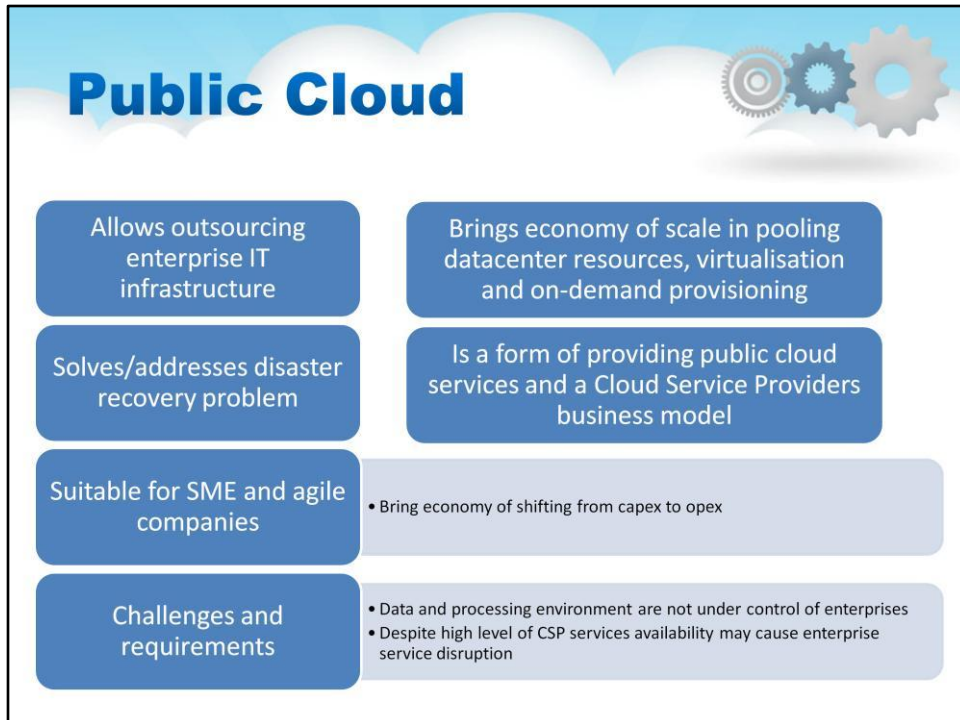 Public Cloud
Allows outsourcing
enterprise IT
infrastructure
Brings economy of scale in pooling
datacenter resources, virtualisation
and on-demand provisioning
Solves/addresses disaster
recovery problem
Is a form of providing public cloud
services and a Cloud Service Providers
business model
Suitable for SME and agile
companies
• Bring economy of shifting from capex to opex
Challenges and
requirements
• Data and processing environment are not under control of enterprises
• Despite high level of CSP services availability may cause enterprise
service disruption